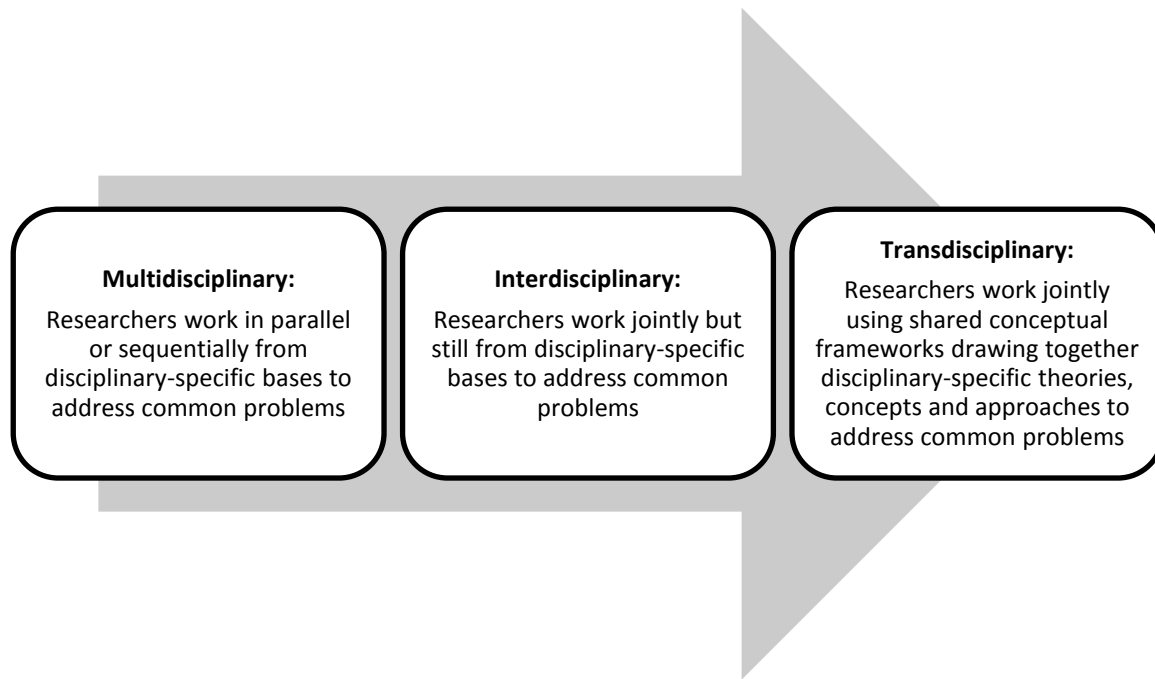 Multidisciplinary:
Researchers work in parallel
or sequentially from
disciplinary-specific bases to
address common problems
Interdisciplinary:
Researchers work jointly but
still from disciplinary-specific
bases to address common
problems
Transdisciplinary:
Researchers work jointly
using shared conceptual
frameworks drawing together
disciplinary-specific theories,
concepts and approaches to
address common problems